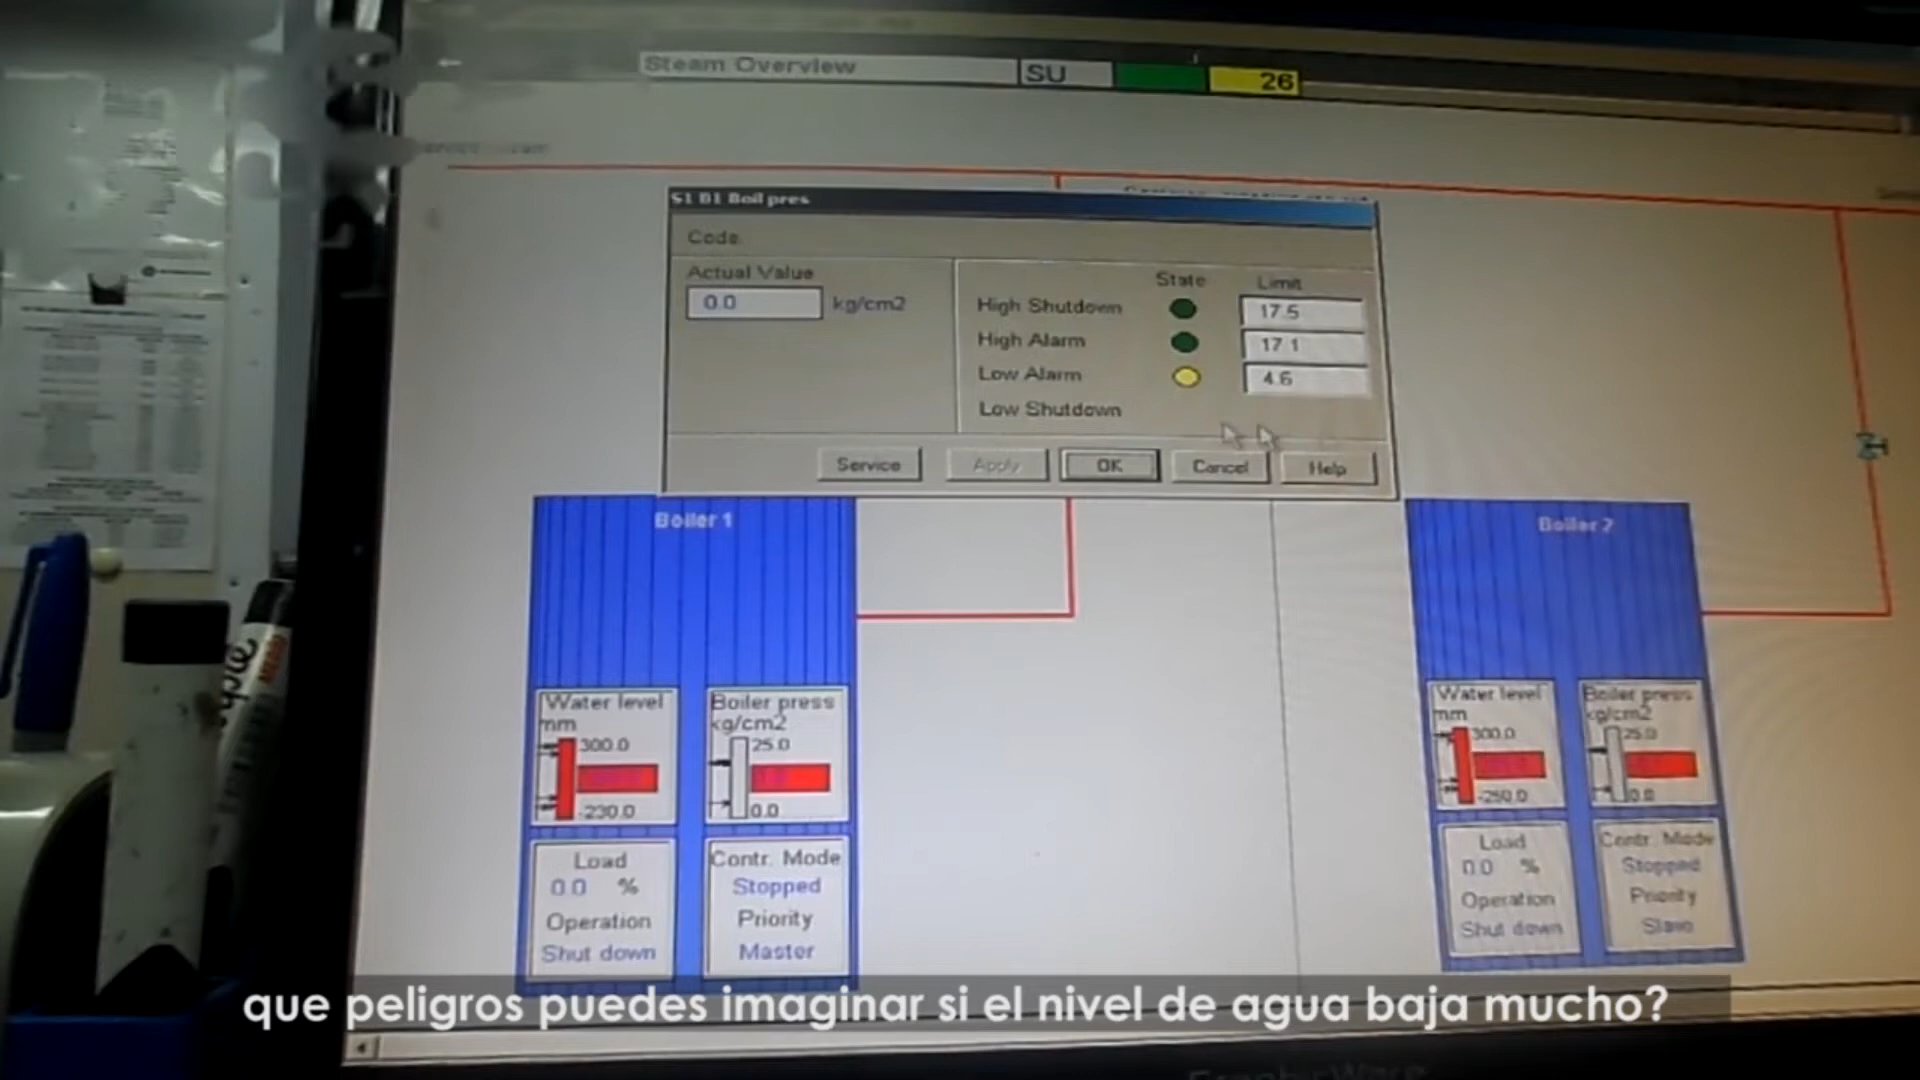 Steam Overview
SU
26
S1 B1 Boil pres
Code
Actual Value
0.0 kg/cm2
State
Limit
High Shutdown
17.5
High Alarm
17.1
Low Alarm
4.6
Low Shutdown
Service
Apply
OK
Cancel
Help
Boiler 1
Water level
mm
300.0
-230.0
Boiler press
kg/cm2
25.0
0.0
Load
0.0 %
Operation
Shut down
Contr. Mode
Stopped
Priority
Master
Boiler 2
Water level
mm
300.0
-250.0
Boiler press
kg/cm2
25.0
0.0
Load
0.0 %
Operation
Shut down
Contr. Mode
Stopped
Priority
Slave
que peligros puedes imaginar si el nivel de agua baja mucho?